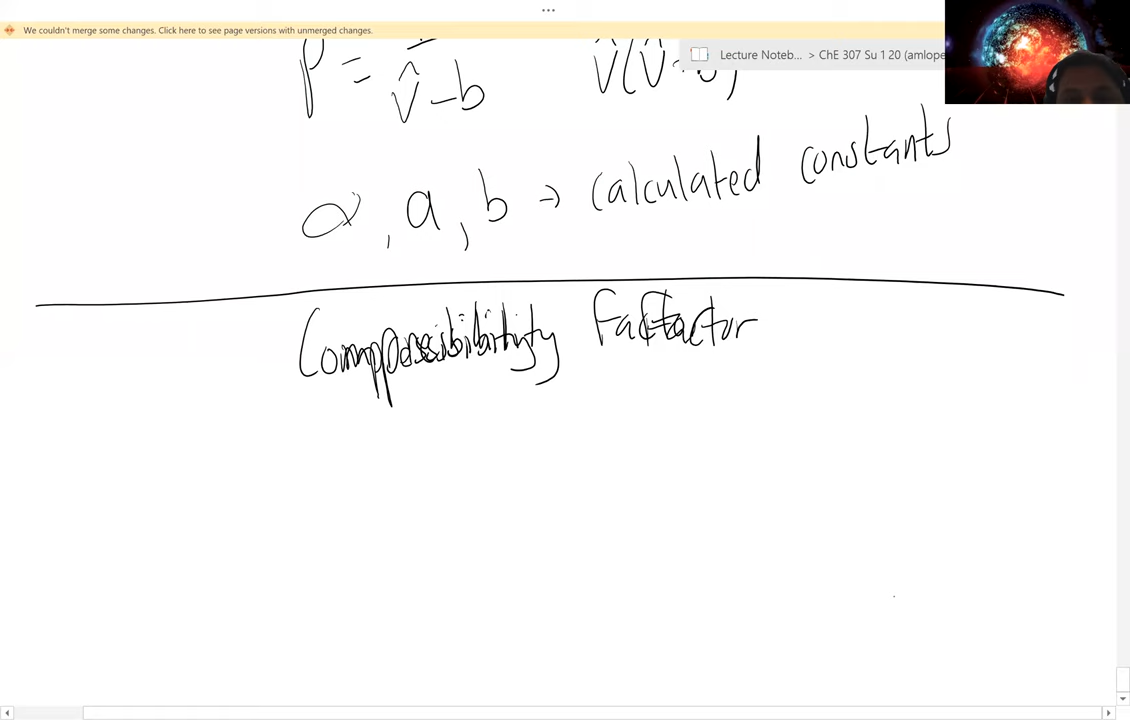 We couldn't merge some changes. Click here to see page versions with unmerged changes.
Lecture Noteb... > ChE 307 Su 1 20 (amlope
P = V̂ - b V̂(V̂
α, a, b → calculated constants
Compressibility Factor